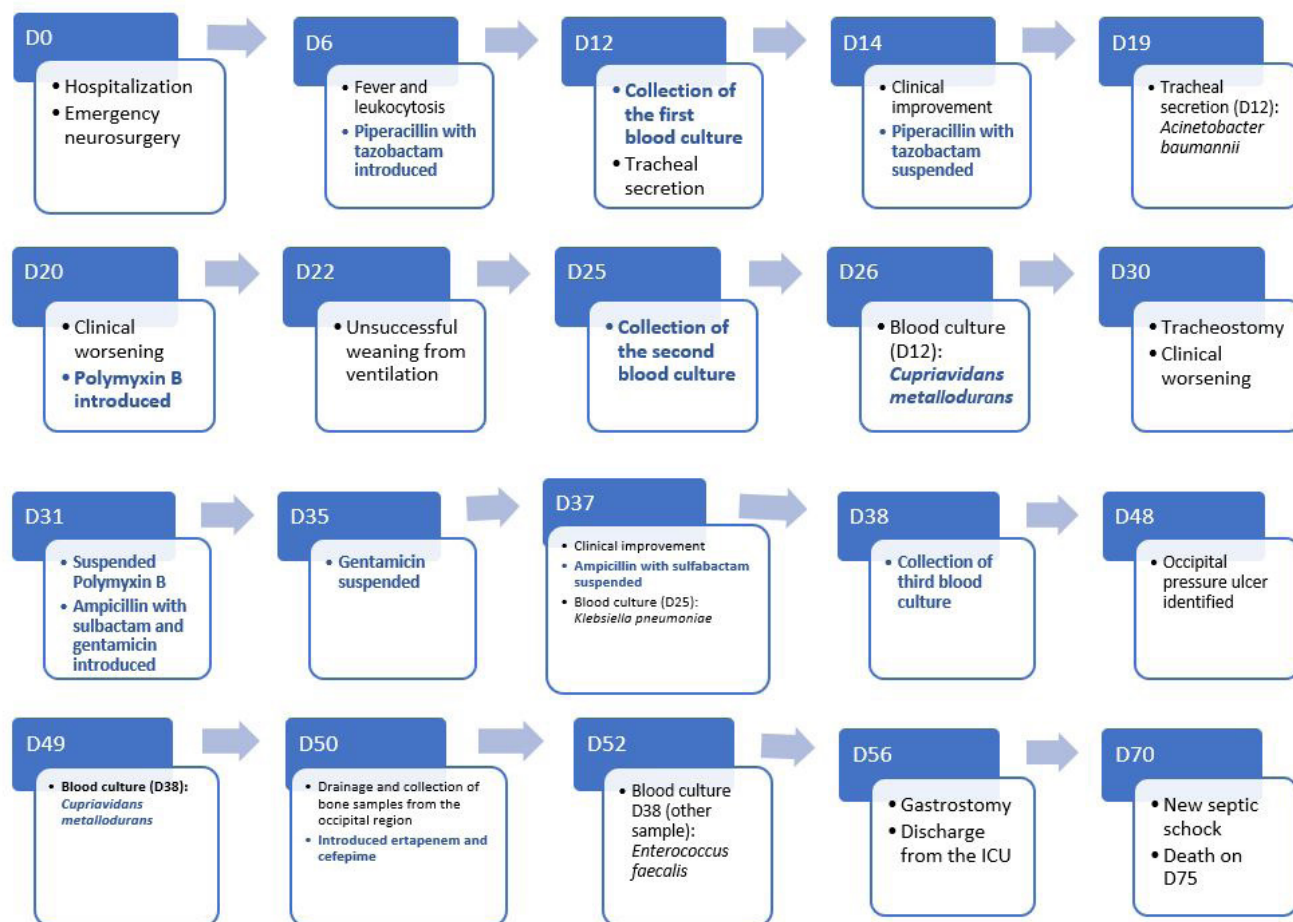 D0
• Hospitalization
• Emergency
neurosurgery
D6
• Fever and
leukocytosis
• Piperacillin with
tazobactam
introduced
D12
• Collection of
the first
blood culture
• Tracheal
secretion
D14
• Clinical
improvement
• Piperacillin with
tazobactam
suspended
D19
• Tracheal
secretion (D12):
Acinetobacter
baumannii
D20
• Clinical
worsening
• Polymyxin B
introduced
D22
• Unsuccessful
weaning from
ventilation
D25
• Collection of
the second
blood culture
D26
• Blood culture
(D12):
Cupriavidans
metallodurans
D30
• Tracheostomy
• Clinical
worsening
D31
• Suspended
Polymyxin B
• Ampicillin with
sulbactam and
gentamicin
introduced
D35
• Gentamicin
suspended
D37
• Clinical improvement
• Ampicillin with sulfabactam
suspended
• Blood culture (D25):
Klebsiella pneumoniae
D38
• Collection of
third blood
culture
D48
• Occipital
pressure ulcer
identified
D49
• Blood culture (D38):
Cupriavidans
metallodurans
D50
• Drainage and collection of
bone samples from the
occipital region
• Introduced ertapenem and
cefepime
D52
• Blood culture
D38 (other
sample):
Enterococcus
faecalis
D56
• Gastrostomy
• Discharge
from the ICU
D70
• New septic
schock
• Death on
D75